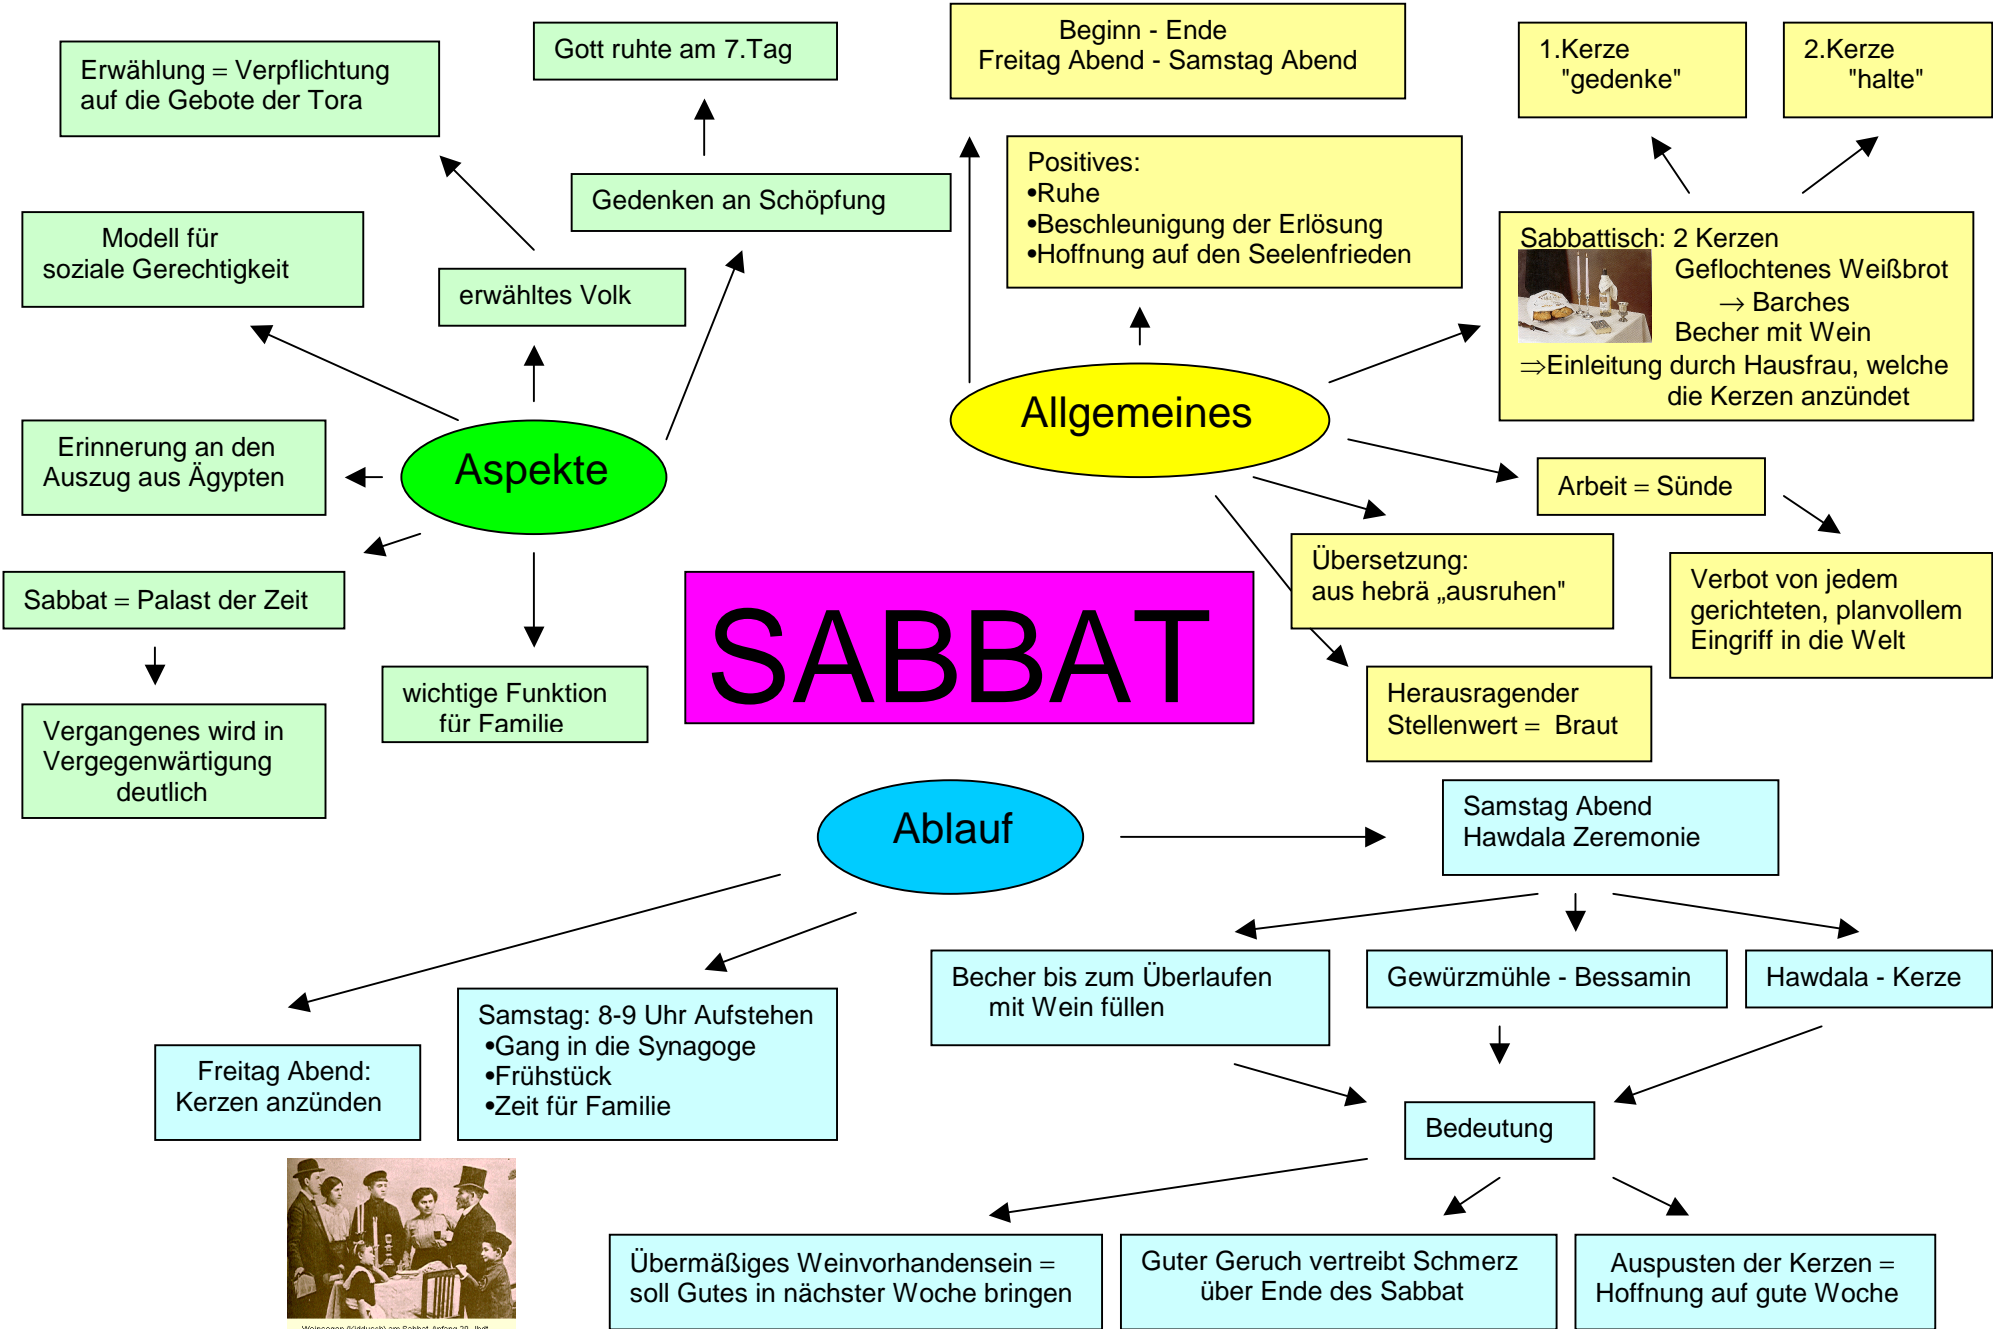 Erwählung = Verpflichtung
auf die Gebote der Tora
Gott ruhte am 7.Tag
Gedenken an Schöpfung
Modell für
soziale Gerechtigkeit
erwähltes Volk
Aspekte
Erinnerung an den
Auszug aus Ägypten
Sabbat = Palast der Zeit
Vergangenes wird in
Vergegenwärtigung
deutlich
wichtige Funktion
für Familie
Beginn - Ende
Freitag Abend - Samstag Abend
Positives:
•Ruhe
•Beschleunigung der Erlösung
•Hoffnung auf den Seelenfrieden
1.Kerze
"gedenke"
2.Kerze
"halte"
Sabbattisch: 2 Kerzen
Geflochtenes Weißbrot
→ Barches
Becher mit Wein
⇒Einleitung durch Hausfrau, welche
die Kerzen anzündet
Allgemeines
Arbeit = Sünde
Verbot von jedem
gerichteten, planvollem
Eingriff in die Welt
Übersetzung:
aus hebrä „ausruhen"
Herausragender
Stellenwert = Braut
SABBAT
Ablauf
Samstag Abend
Hawdala Zeremonie
Becher bis zum Überlaufen
mit Wein füllen
Gewürzmühle - Bessamin
Hawdala - Kerze
Freitag Abend:
Kerzen anzünden
Samstag: 8-9 Uhr Aufstehen
•Gang in die Synagoge
•Frühstück
•Zeit für Familie
Bedeutung
Übermäßiges Weinvorhandensein =
soll Gutes in nächster Woche bringen
Guter Geruch vertreibt Schmerz
über Ende des Sabbat
Auspusten der Kerzen =
Hoffnung auf gute Woche
Weinsegen (Kiddusch) am Sabbat, Anfang 20. Jhdt.